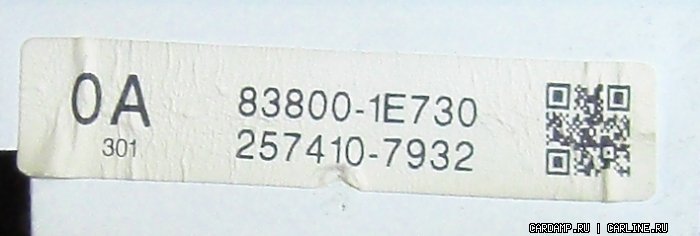 0A
301
83800-1E730
257410-7932
CARDAMP.RU | CARLINE.RU